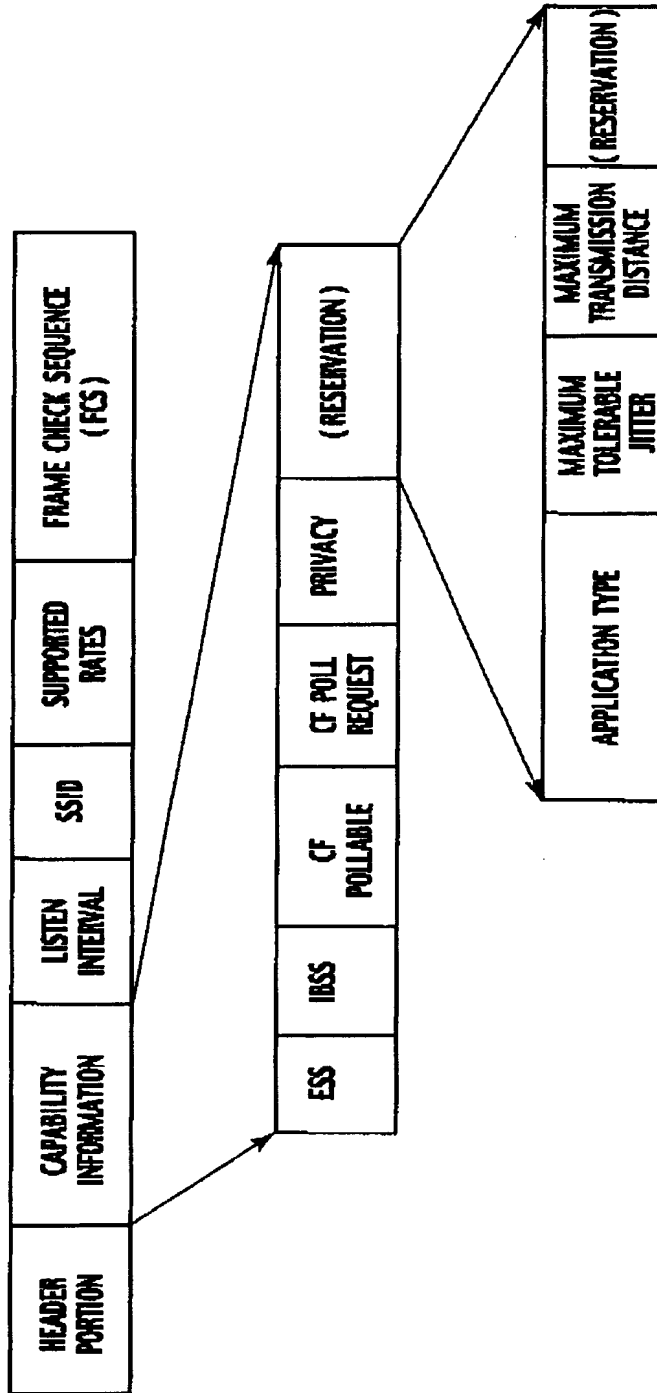 HEADER
PORTION
CAPABILITY
INFORMATION
LISTEN
INTERVAL
SSID
SUPPORTED
RATES
FRAME CHECK SEQUENCE
( FCS )
ESS
IBSS
CF
POLLABLE
CF POLL
REQUEST
PRIVACY
( RESERVATION )
APPLICATION TYPE
MAXIMUM
TOLERABLE
JITTER
MAXIMUM
TRANSMISSION
DISTANCE
( RESERVATION )